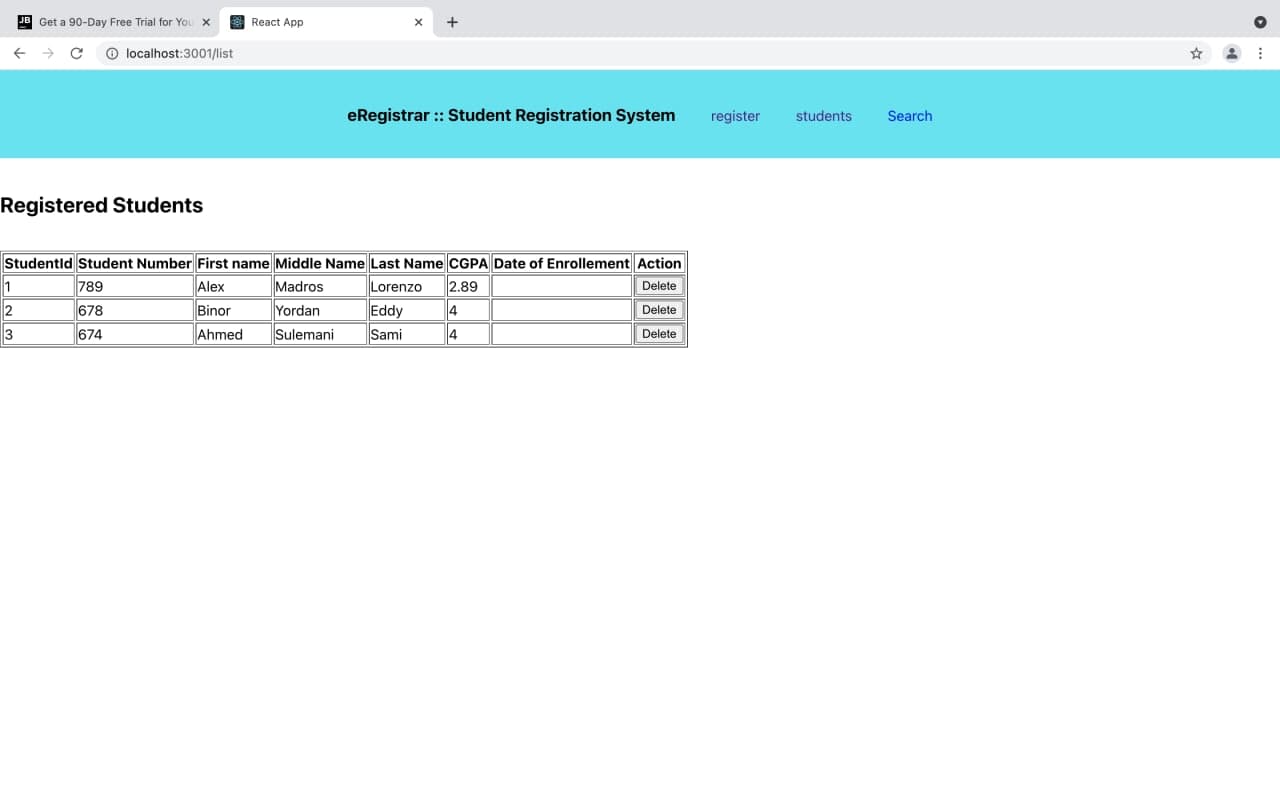 Get a 90-Day Free Trial for You
React App
localhost:3001/list
eRegistrar :: Student Registration System register students Search
Registered Students
StudentId Student Number First name Middle Name Last Name CGPA Date of Enrollement Action
1 789 Alex Madros Lorenzo 2.89 Delete
2 678 Binor Yordan Eddy 4 Delete
3 674 Ahmed Sulemani Sami 4 Delete